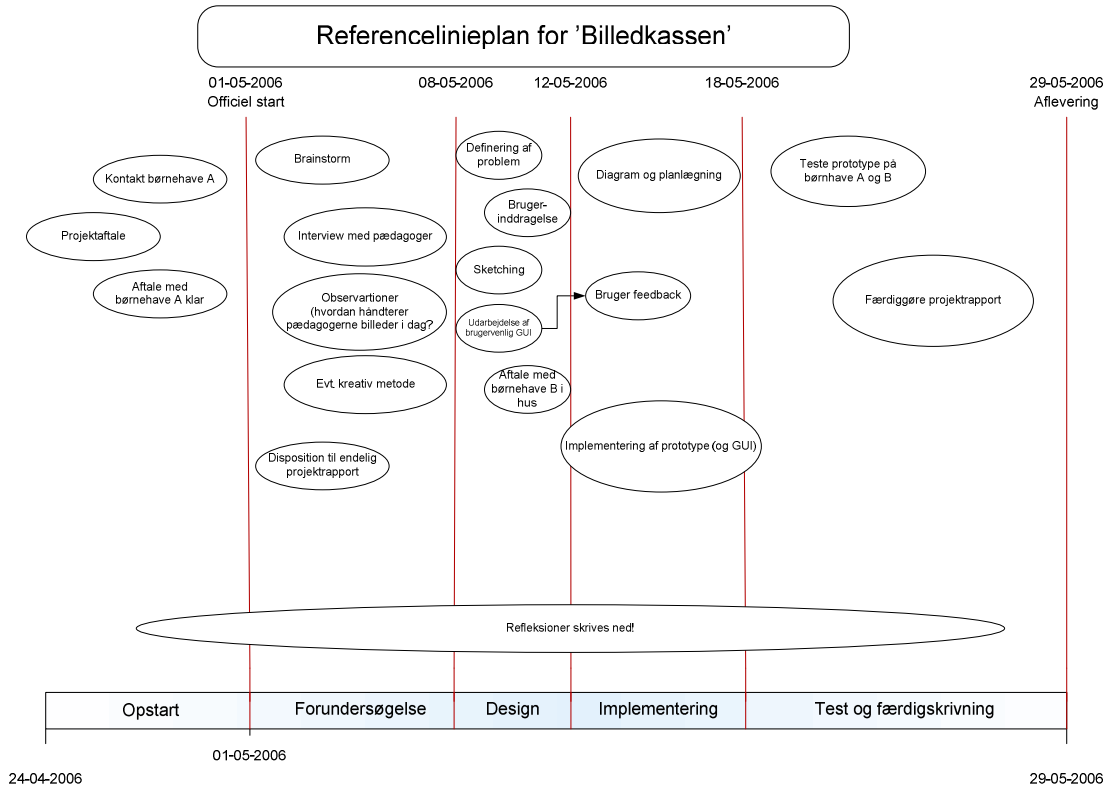 Referencelinieplan for ’Billedkassen’
01-05-2006
Officiel start
08-05-2006
12-05-2006
18-05-2006
29-05-2006
Aflevering
Kontakt børnehave A
Projektaftale
Aftale med
børnehave A klar
Brainstorm
Interview med pædagoger
Observartioner
(hvordan håndterer
pædagogerne billeder i dag?
Evt. kreativ metode
Disposition til endelig
projektrapport
Definering af
problem
Bruger-
inddragelse
Sketching
Udarbejdelse af
brugervenlig GUI
Aftale med
børnehave B i
hus
Diagram og planlægning
Bruger feedback
Implementering af prototype (og GUI)
Teste prototype på
børnhave A og B
Færdiggøre projektrapport
Refleksioner skrives ned!
Opstart
Forundersøgelse
Design
Implementering
Test og færdigskrivning
01-05-2006
24-04-2006
29-05-2006